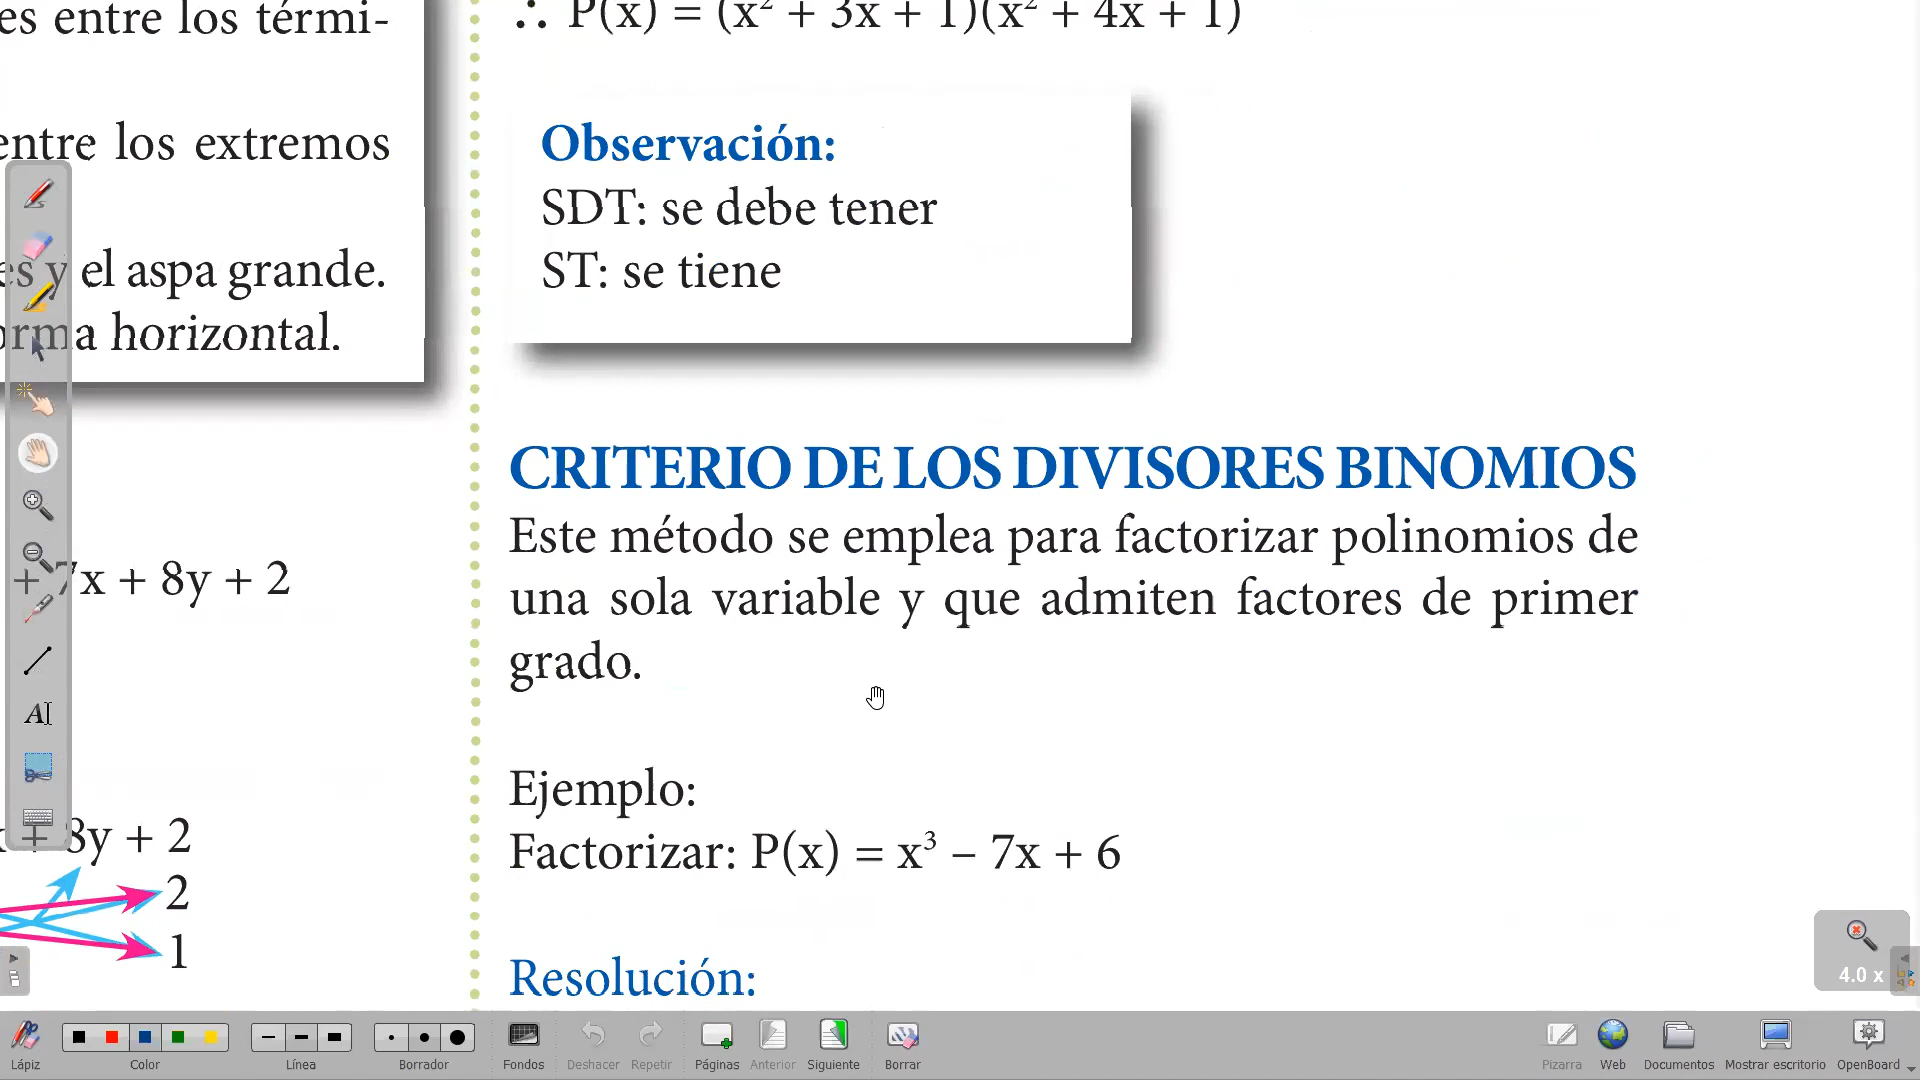 es entre los térmi-
entre los extremos
es y el aspa grande.
orma horizontal.
+ 7x + 8y + 2
+ 8y + 2
2
1
∴ P(x) = (x² + 3x + 1)(x² + 4x + 1)
Observación:
SDT: se debe tener
ST: se tiene
CRITERIO DE LOS DIVISORES BINOMIOS
Este método se emplea para factorizar polinomios de
una sola variable y que admiten factores de primer
grado.
Ejemplo:
Factorizar: P(x) = x³ – 7x + 6
Resolución:
4.0 x
Lápiz Color Línea Borrador Fondos Deshacer Repetir Páginas Anterior Siguiente Borrar Pizarra Web Documentos Mostrar escritorio OpenBoard